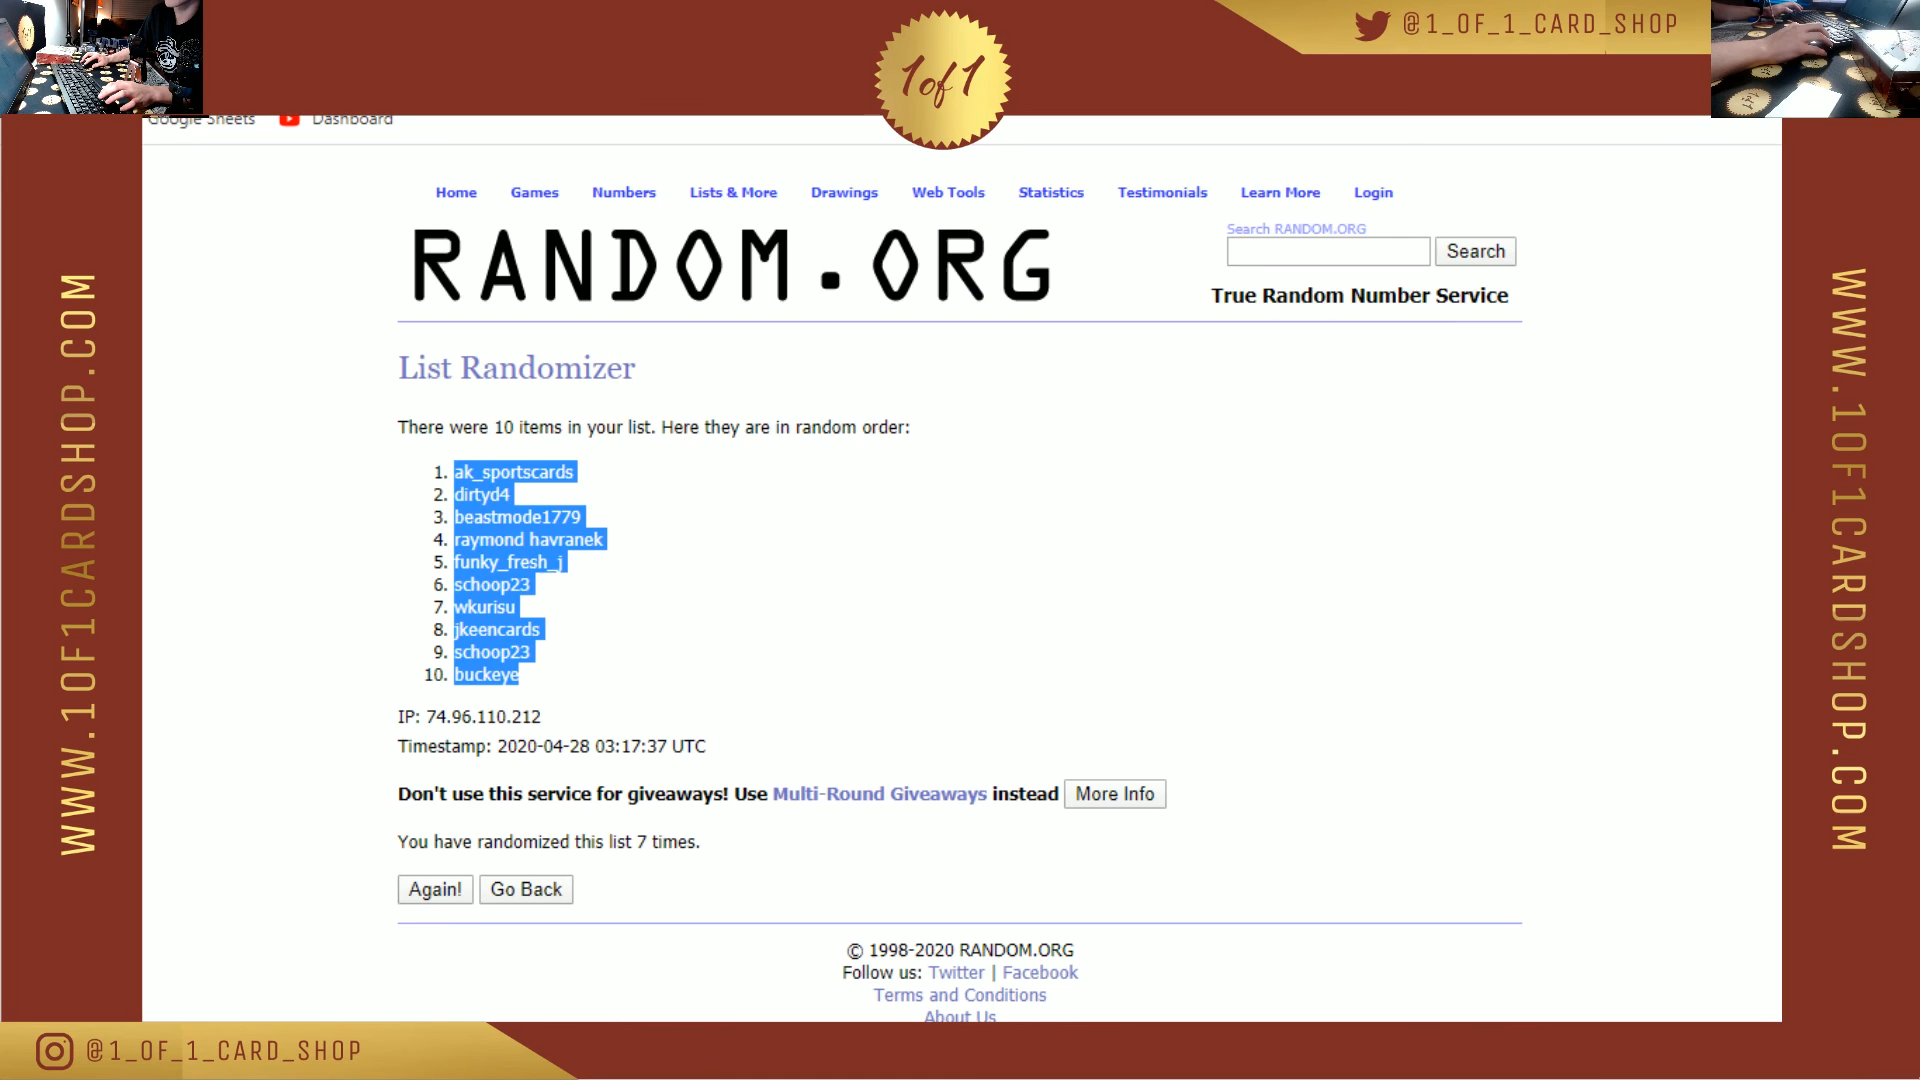 @1_OF_1_CARD_SHOP
1of1
Google Sheets
Dashboard
Home
Games
Numbers
Lists & More
Drawings
Web Tools
Statistics
Testimonials
Learn More
Login
RANDOM.ORG
Search RANDOM.ORG
Search
True Random Number Service
List Randomizer
There were 10 items in your list. Here they are in random order:
1. ak_sportscards
2. dirtyd4
3. beastmode1779
4. raymond havranek
5. funky_fresh_j
6. schoop23
7. wkurisu
8. jkeencards
9. schoop23
10. buckeye
IP: 74.96.110.212
Timestamp: 2020-04-28 03:17:37 UTC
Don't use this service for giveaways! Use Multi-Round Giveaways instead More Info
You have randomized this list 7 times.
Again! Go Back
© 1998-2020 RANDOM.ORG
Follow us: Twitter | Facebook
Terms and Conditions
About Us
WWW.1OF1CARDSHOP.COM
WWW.1OF1CARDSHOP.COM
@1_OF_1_CARD_SHOP